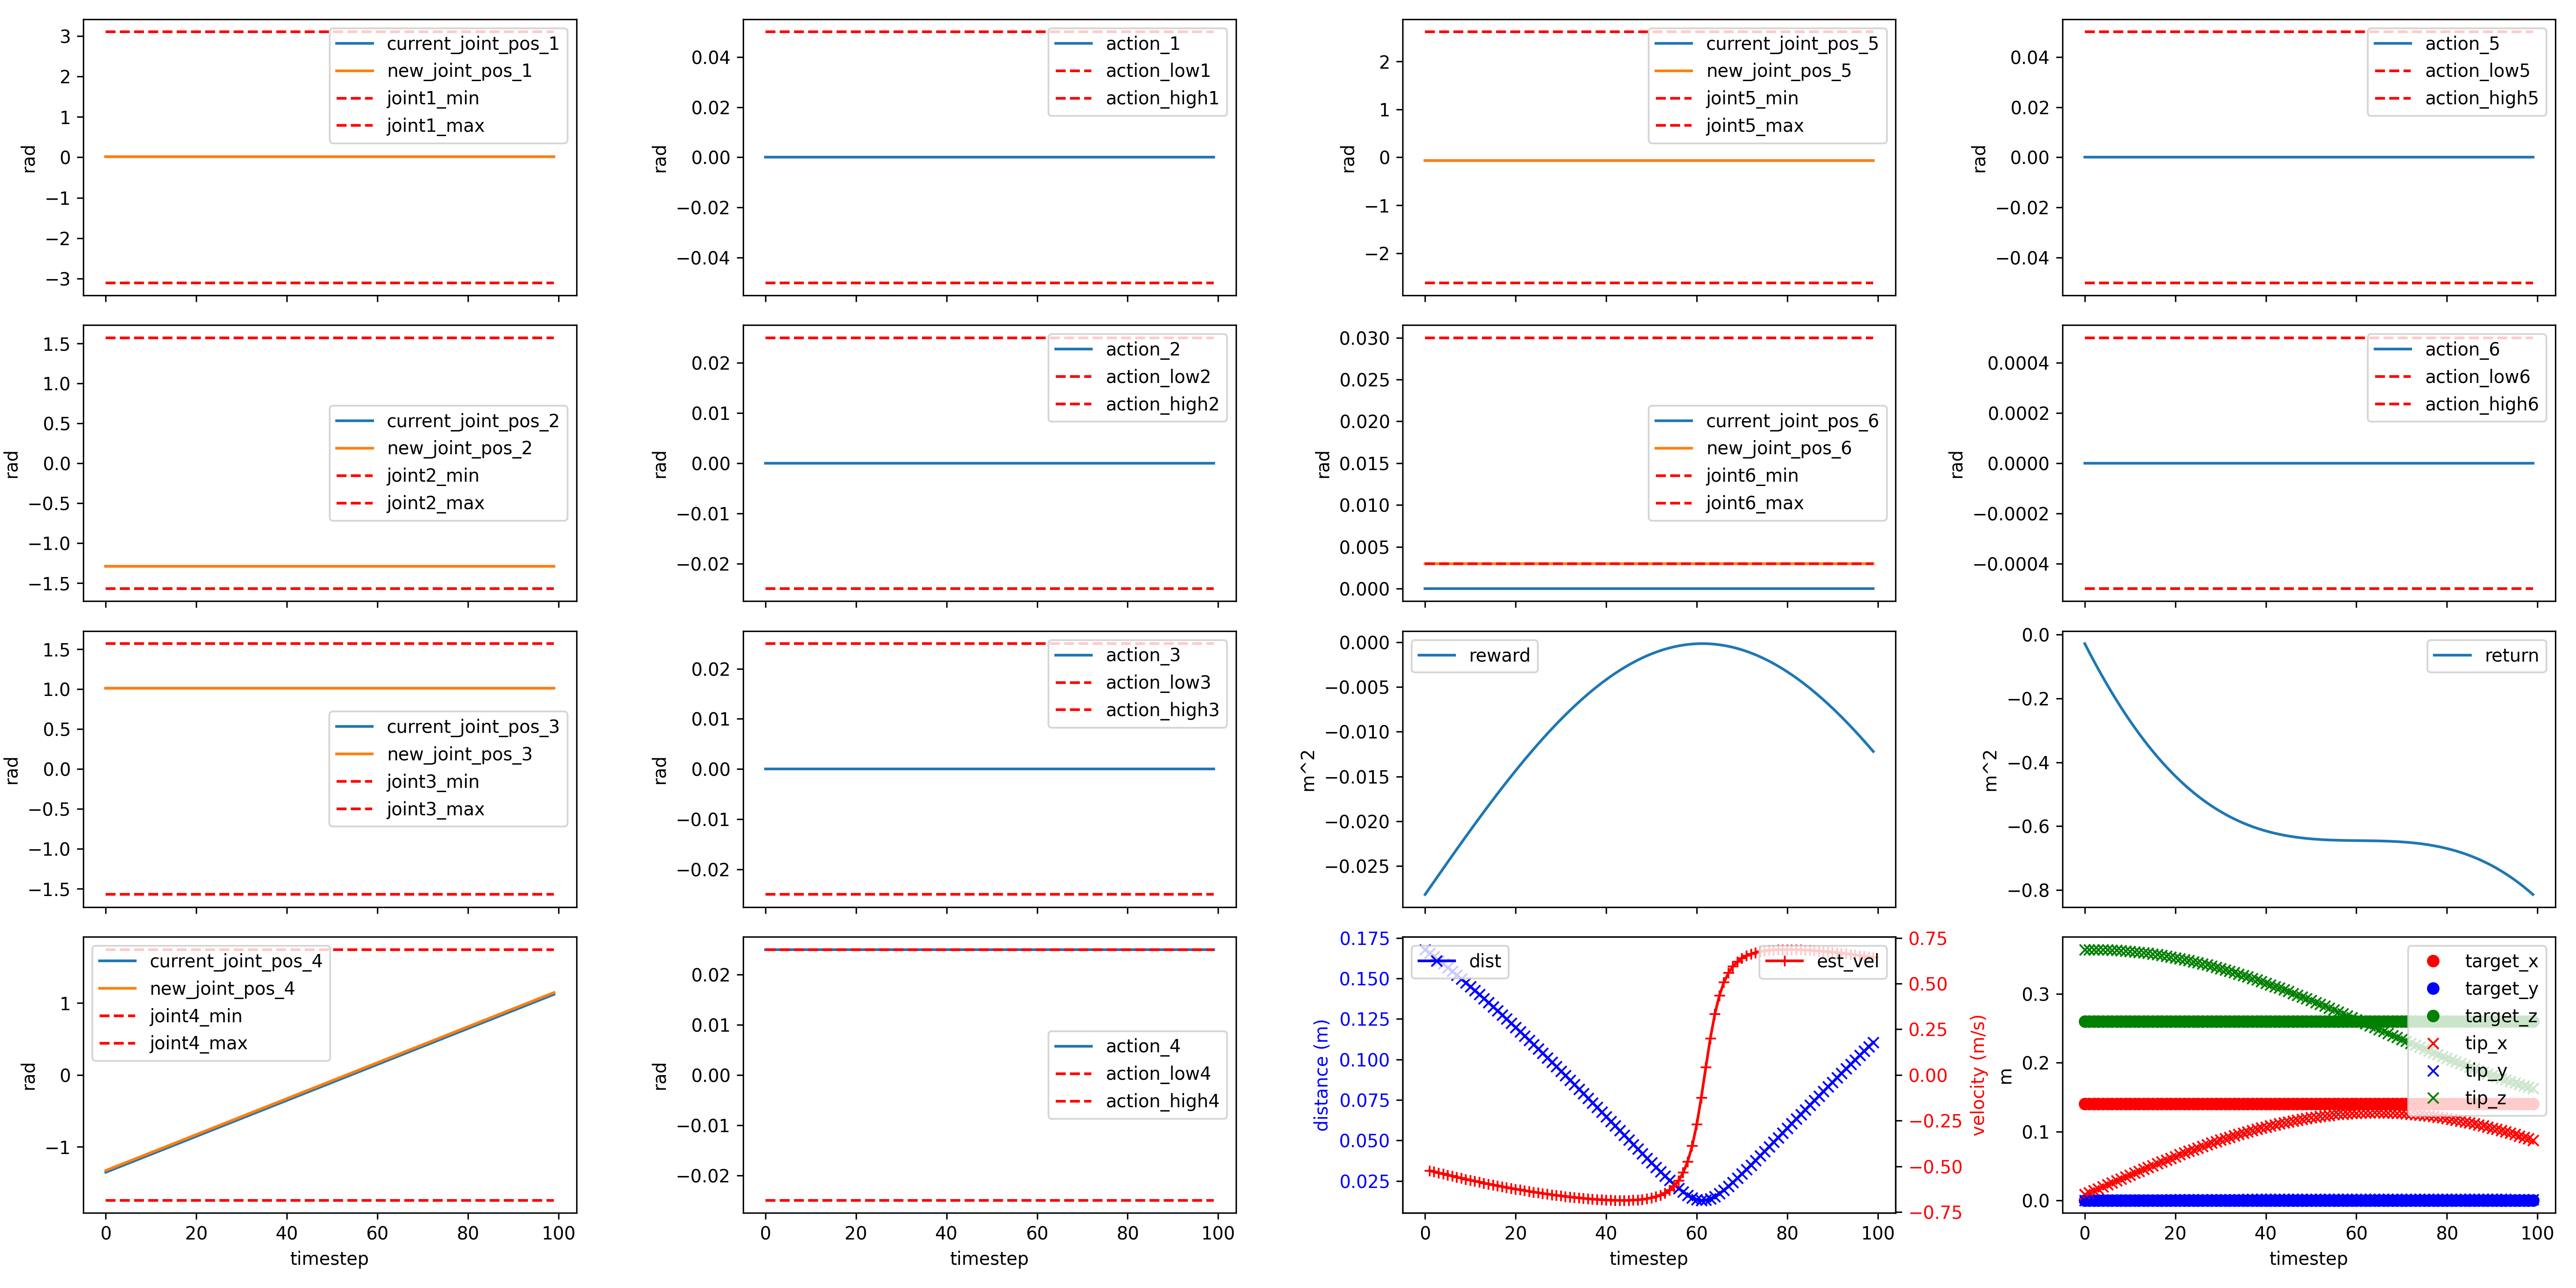 3
2
1
0
−1
−2
−3
rad
current_joint_pos_1
new_joint_pos_1
joint1_min
joint1_max
0.04
0.02
0.00
−0.02
−0.04
rad
action_1
action_low1
action_high1
2
1
0
−1
−2
rad
current_joint_pos_5
new_joint_pos_5
joint5_min
joint5_max
0.04
0.02
0.00
−0.02
−0.04
rad
action_5
action_low5
action_high5
1.5
1.0
0.5
0.0
−0.5
−1.0
−1.5
rad
current_joint_pos_2
new_joint_pos_2
joint2_min
joint2_max
0.02
0.01
0.00
−0.01
−0.02
rad
action_2
action_low2
action_high2
0.030
0.025
0.020
0.015
0.010
0.005
0.000
rad
current_joint_pos_6
new_joint_pos_6
joint6_min
joint6_max
0.0004
0.0002
0.0000
−0.0002
−0.0004
rad
action_6
action_low6
action_high6
1.5
1.0
0.5
0.0
−0.5
−1.0
−1.5
rad
current_joint_pos_3
new_joint_pos_3
joint3_min
joint3_max
0.02
0.01
0.00
−0.01
−0.02
rad
action_3
action_low3
action_high3
0.000
−0.005
−0.010
−0.015
−0.020
−0.025
m^2
reward
0.0
−0.2
−0.4
−0.6
−0.8
m^2
return
1
0
−1
rad
current_joint_pos_4
new_joint_pos_4
joint4_min
joint4_max
0 20 40 60 80 100
timestep
0.02
0.01
0.00
−0.01
−0.02
rad
action_4
action_low4
action_high4
0 20 40 60 80 100
timestep
0.175
0.150
0.125
0.100
0.075
0.050
0.025
distance (m)
dist
est_vel
0.75
0.50
0.25
0.00
−0.25
−0.50
−0.75
velocity (m/s)
0 20 40 60 80 100
timestep
0.3
0.2
0.1
0.0
m
target_x
target_y
target_z
tip_x
tip_y
tip_z
0 20 40 60 80 100
timestep